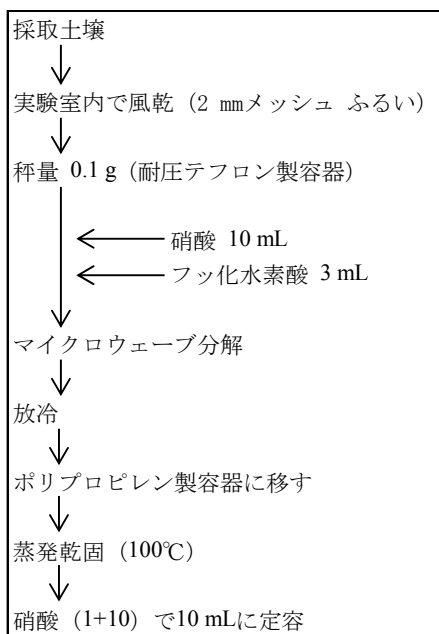 採取土壌
実験室内で風乾（2 mmメッシュ ふるい）
秤量 0.1 g（耐圧テフロン製容器）
硝酸 10 mL
フッ化水素酸 3 mL
マイクロウェーブ分解
放冷
ポリプロピレン製容器に移す
蒸発乾固（100℃）
硝酸（1+10）で10 mLに定容